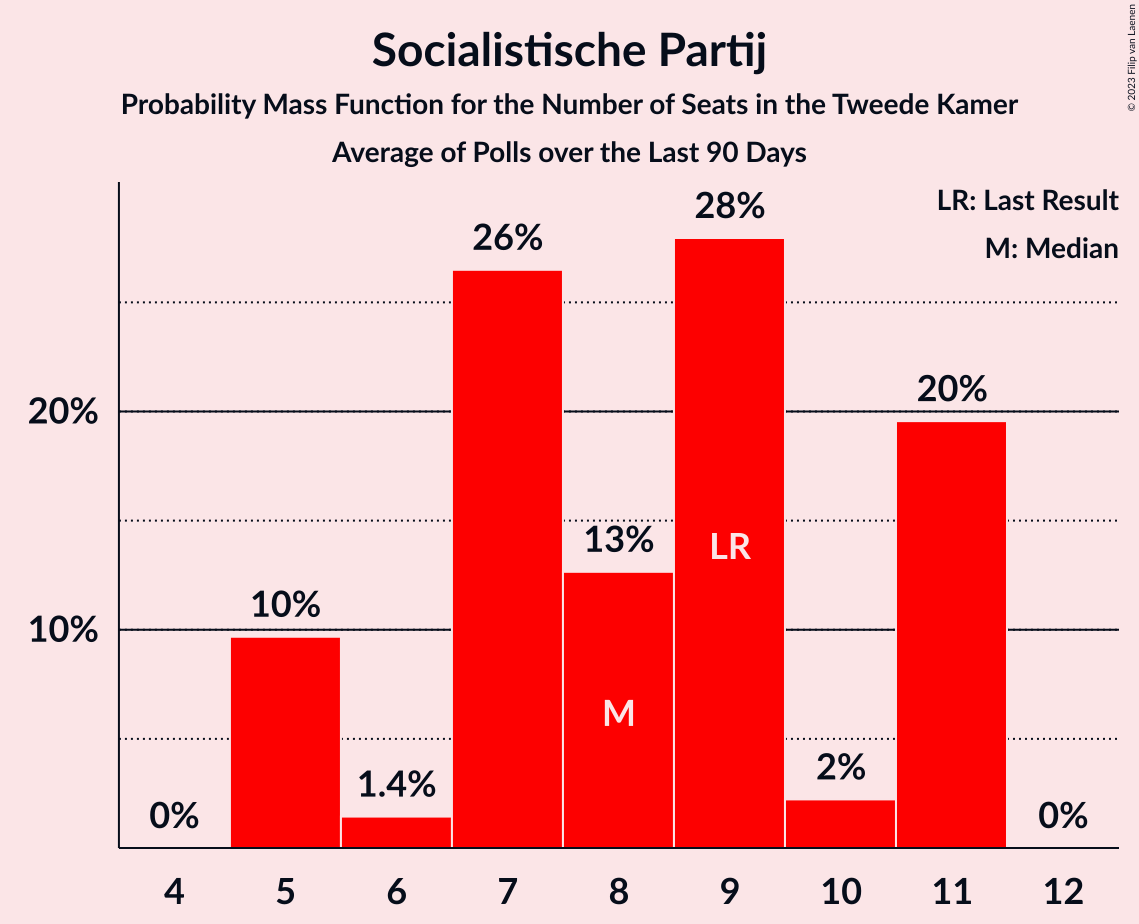 Socialistische Partij
Probability Mass Function for the Number of Seats in the Tweede Kamer
Average of Polls over the Last 90 Days
© 2023 Filip van Laenen
LR: Last Result
M: Median
28%
26%
20%
20%
13%
LR
10%
10%
M
2%
1.4%
0%
0%
4 5 6 7 8 9 10 11 12